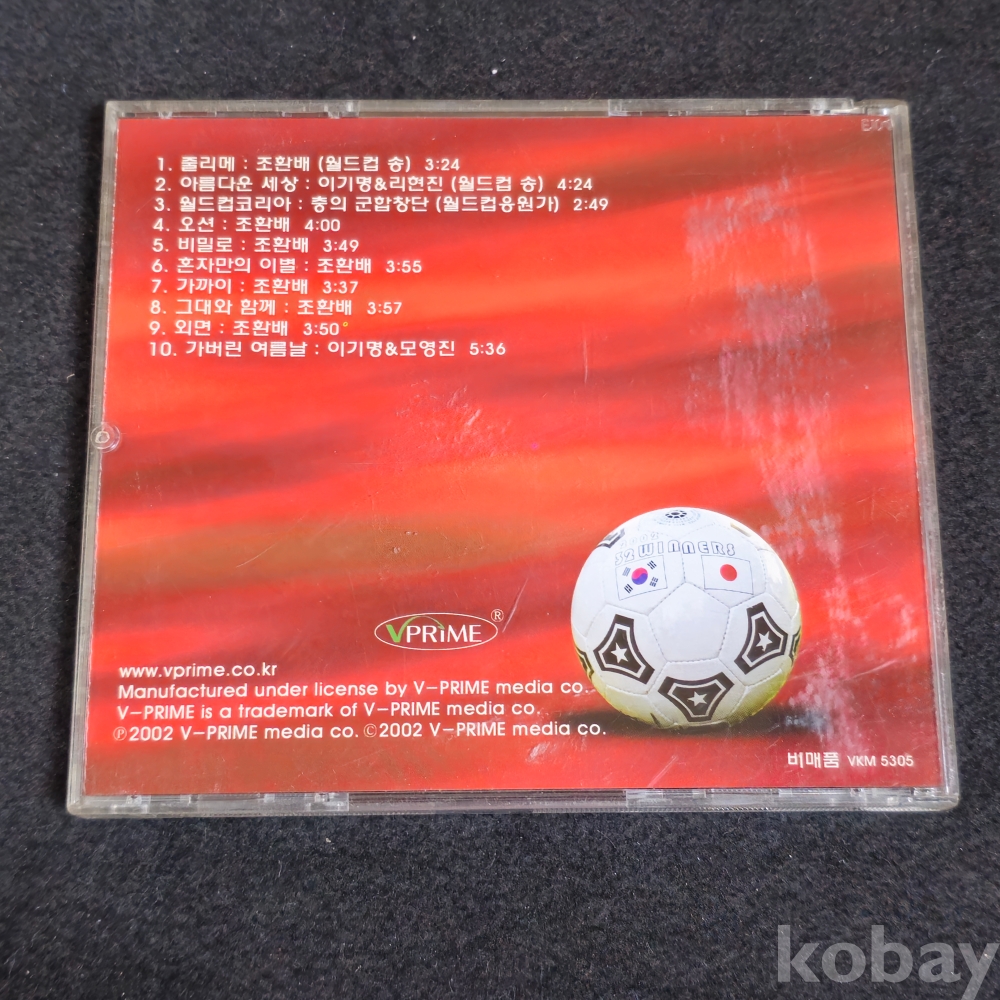 1. 줄리메 : 조환배 (월드컵 송) 3:24
2. 아름다운 세상 : 이기명&리현진 (월드컵 송) 4:24
3. 월드컵코리아 : 충의 군합창단 (월드컵응원가) 2:49
4. 오션 : 조환배 4:00
5. 비밀로 : 조환배 3:49
6. 혼자만의 이별 : 조환배 3:55
7. 가까이 : 조환배 3:37
8. 그대와 함께 : 조환배 3:57
9. 외면 : 조환배 3:50
10. 가버린 여름날 : 이기명&모영진 5:36
32 WINNERS
VPRiME®
www.vprime.co.kr
Manufactured under license by V-PRIME media co.
V-PRIME is a trademark of V-PRIME media co.
℗2002 V-PRIME media co. ©2002 V-PRIME media co.
비매품 VKM 5305
kobay